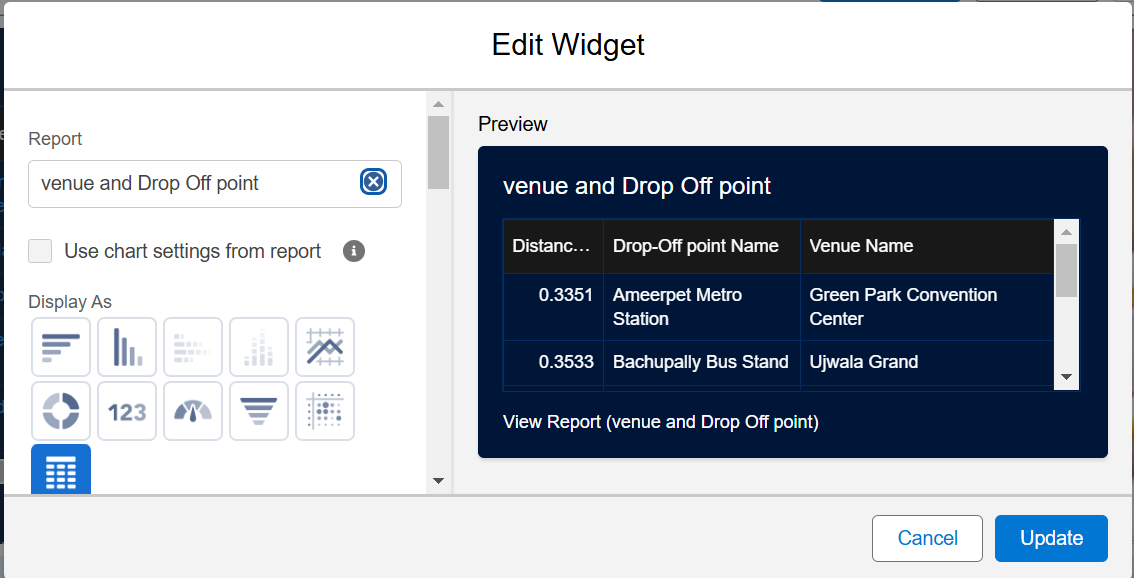 Edit Widget
Report
venue and Drop Off point
Use chart settings from report
Display As
123
Preview
venue and Drop Off point
Distanc... Drop-Off point Name Venue Name
0.3351 Ameerpet Metro Station Green Park Convention Center
0.3533 Bachupally Bus Stand Ujwala Grand
View Report (venue and Drop Off point)
Cancel Update